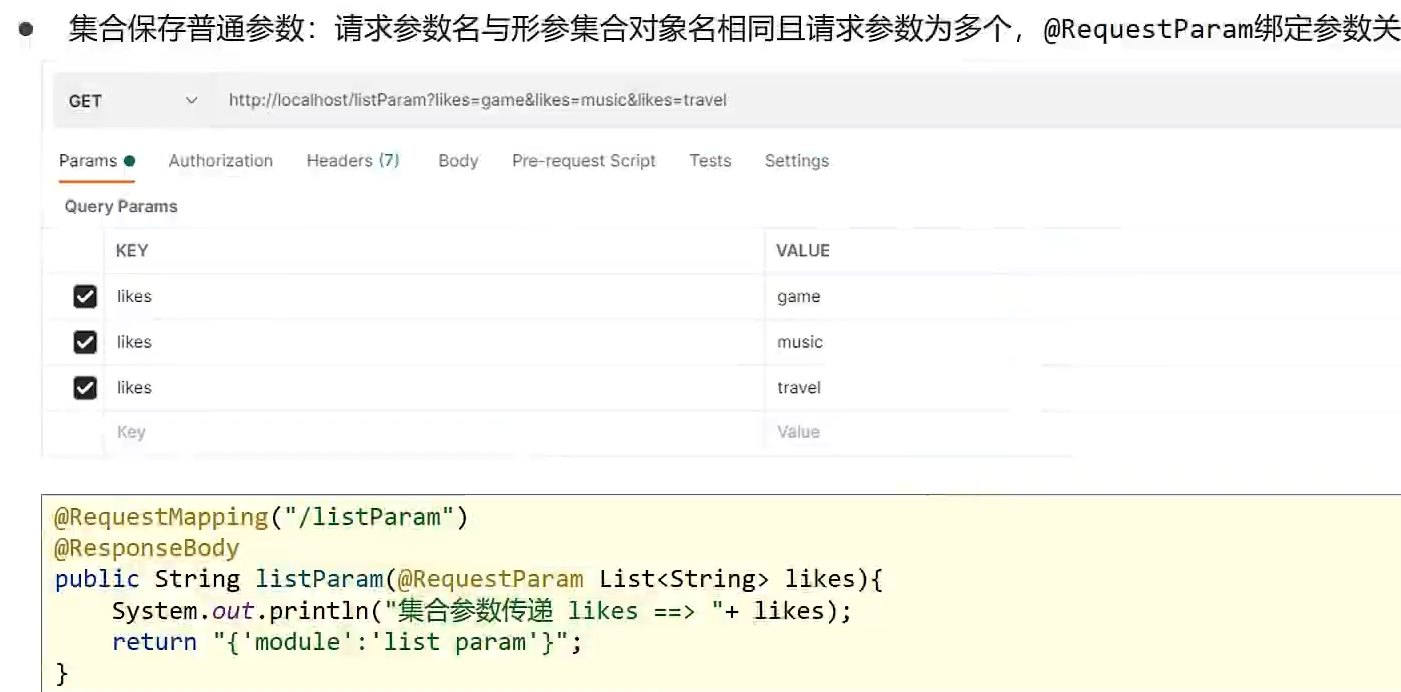 ● 集合保存普通参数：请求参数名与形参集合对象名相同且请求参数为多个，@RequestParam绑定参数关
GET http://localhost/listParam?likes=game&likes=music&likes=travel
Params Authorization Headers (7) Body Pre-request Script Tests Settings
Query Params
KEY VALUE
likes game
likes music
likes travel
Key Value
@RequestMapping("/listParam")
@ResponseBody
public String listParam(@RequestParam List<String> likes){
    System.out.println("集合参数传递 likes ==> "+ likes);
    return "{'module':'list param'}";
}